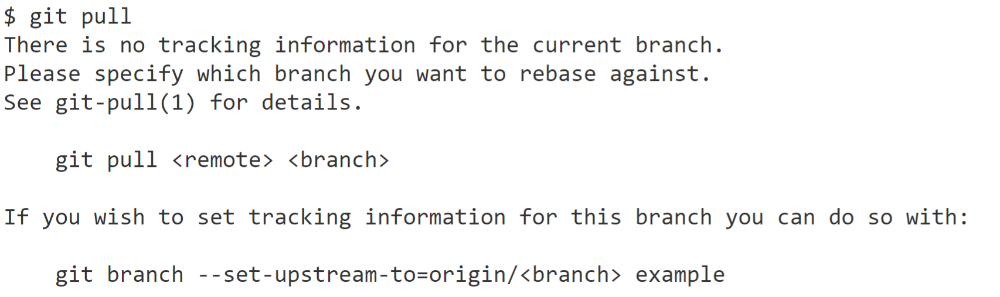 $ git pull
There is no tracking information for the current branch.
Please specify which branch you want to rebase against.
See git-pull(1) for details.
git pull <remote> <branch>
If you wish to set tracking information for this branch you can do so with:
git branch --set-upstream-to=origin/<branch> example